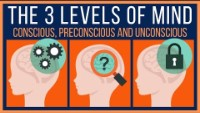 THE 3 LEVELS OF MIND
CONSCIOUS, PRECONSCIOUS AND UNCONSCIOUS
?